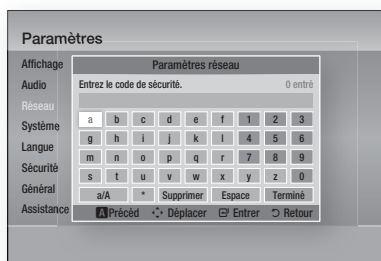 Paramètres
Affichage
Audio
Réseau
Système
Langue
Sécurité
Général
Assistance
Paramètres réseau
Entrez le code de sécurité. 0 entré
a b c d e f 1 2 3
g h i j k l 4 5 6
m n o p q r 7 8 9
s t u v w x y z 0
a/A * Supprimer Espace Terminé
A Précéd Déplacer Entrer Retour